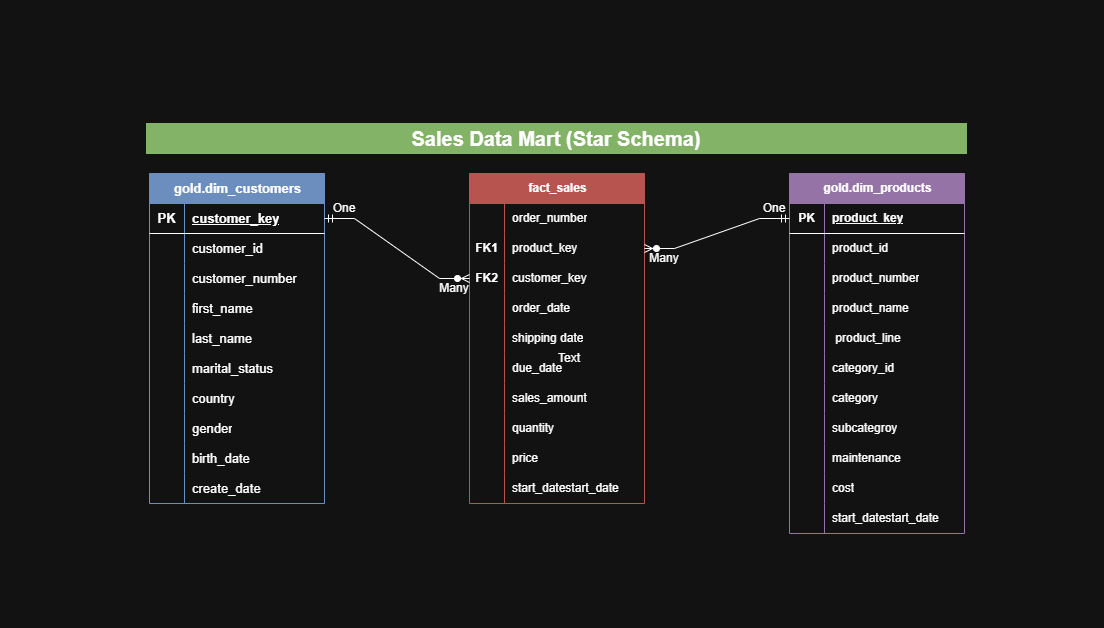 Sales Data Mart (Star Schema)
gold.dim_customers
PK customer_key
customer_id
customer_number
first_name
last_name
marital_status
country
gender
birth_date
create_date
One
Many
fact_sales
order_number
FK1 product_key
FK2 customer_key
order_date
shipping date
Text
due_date
sales_amount
quantity
price
start_datestart_date
One
Many
gold.dim_products
PK product_key
product_id
product_number
product_name
product_line
category_id
category
subcategroy
maintenance
cost
start_datestart_date